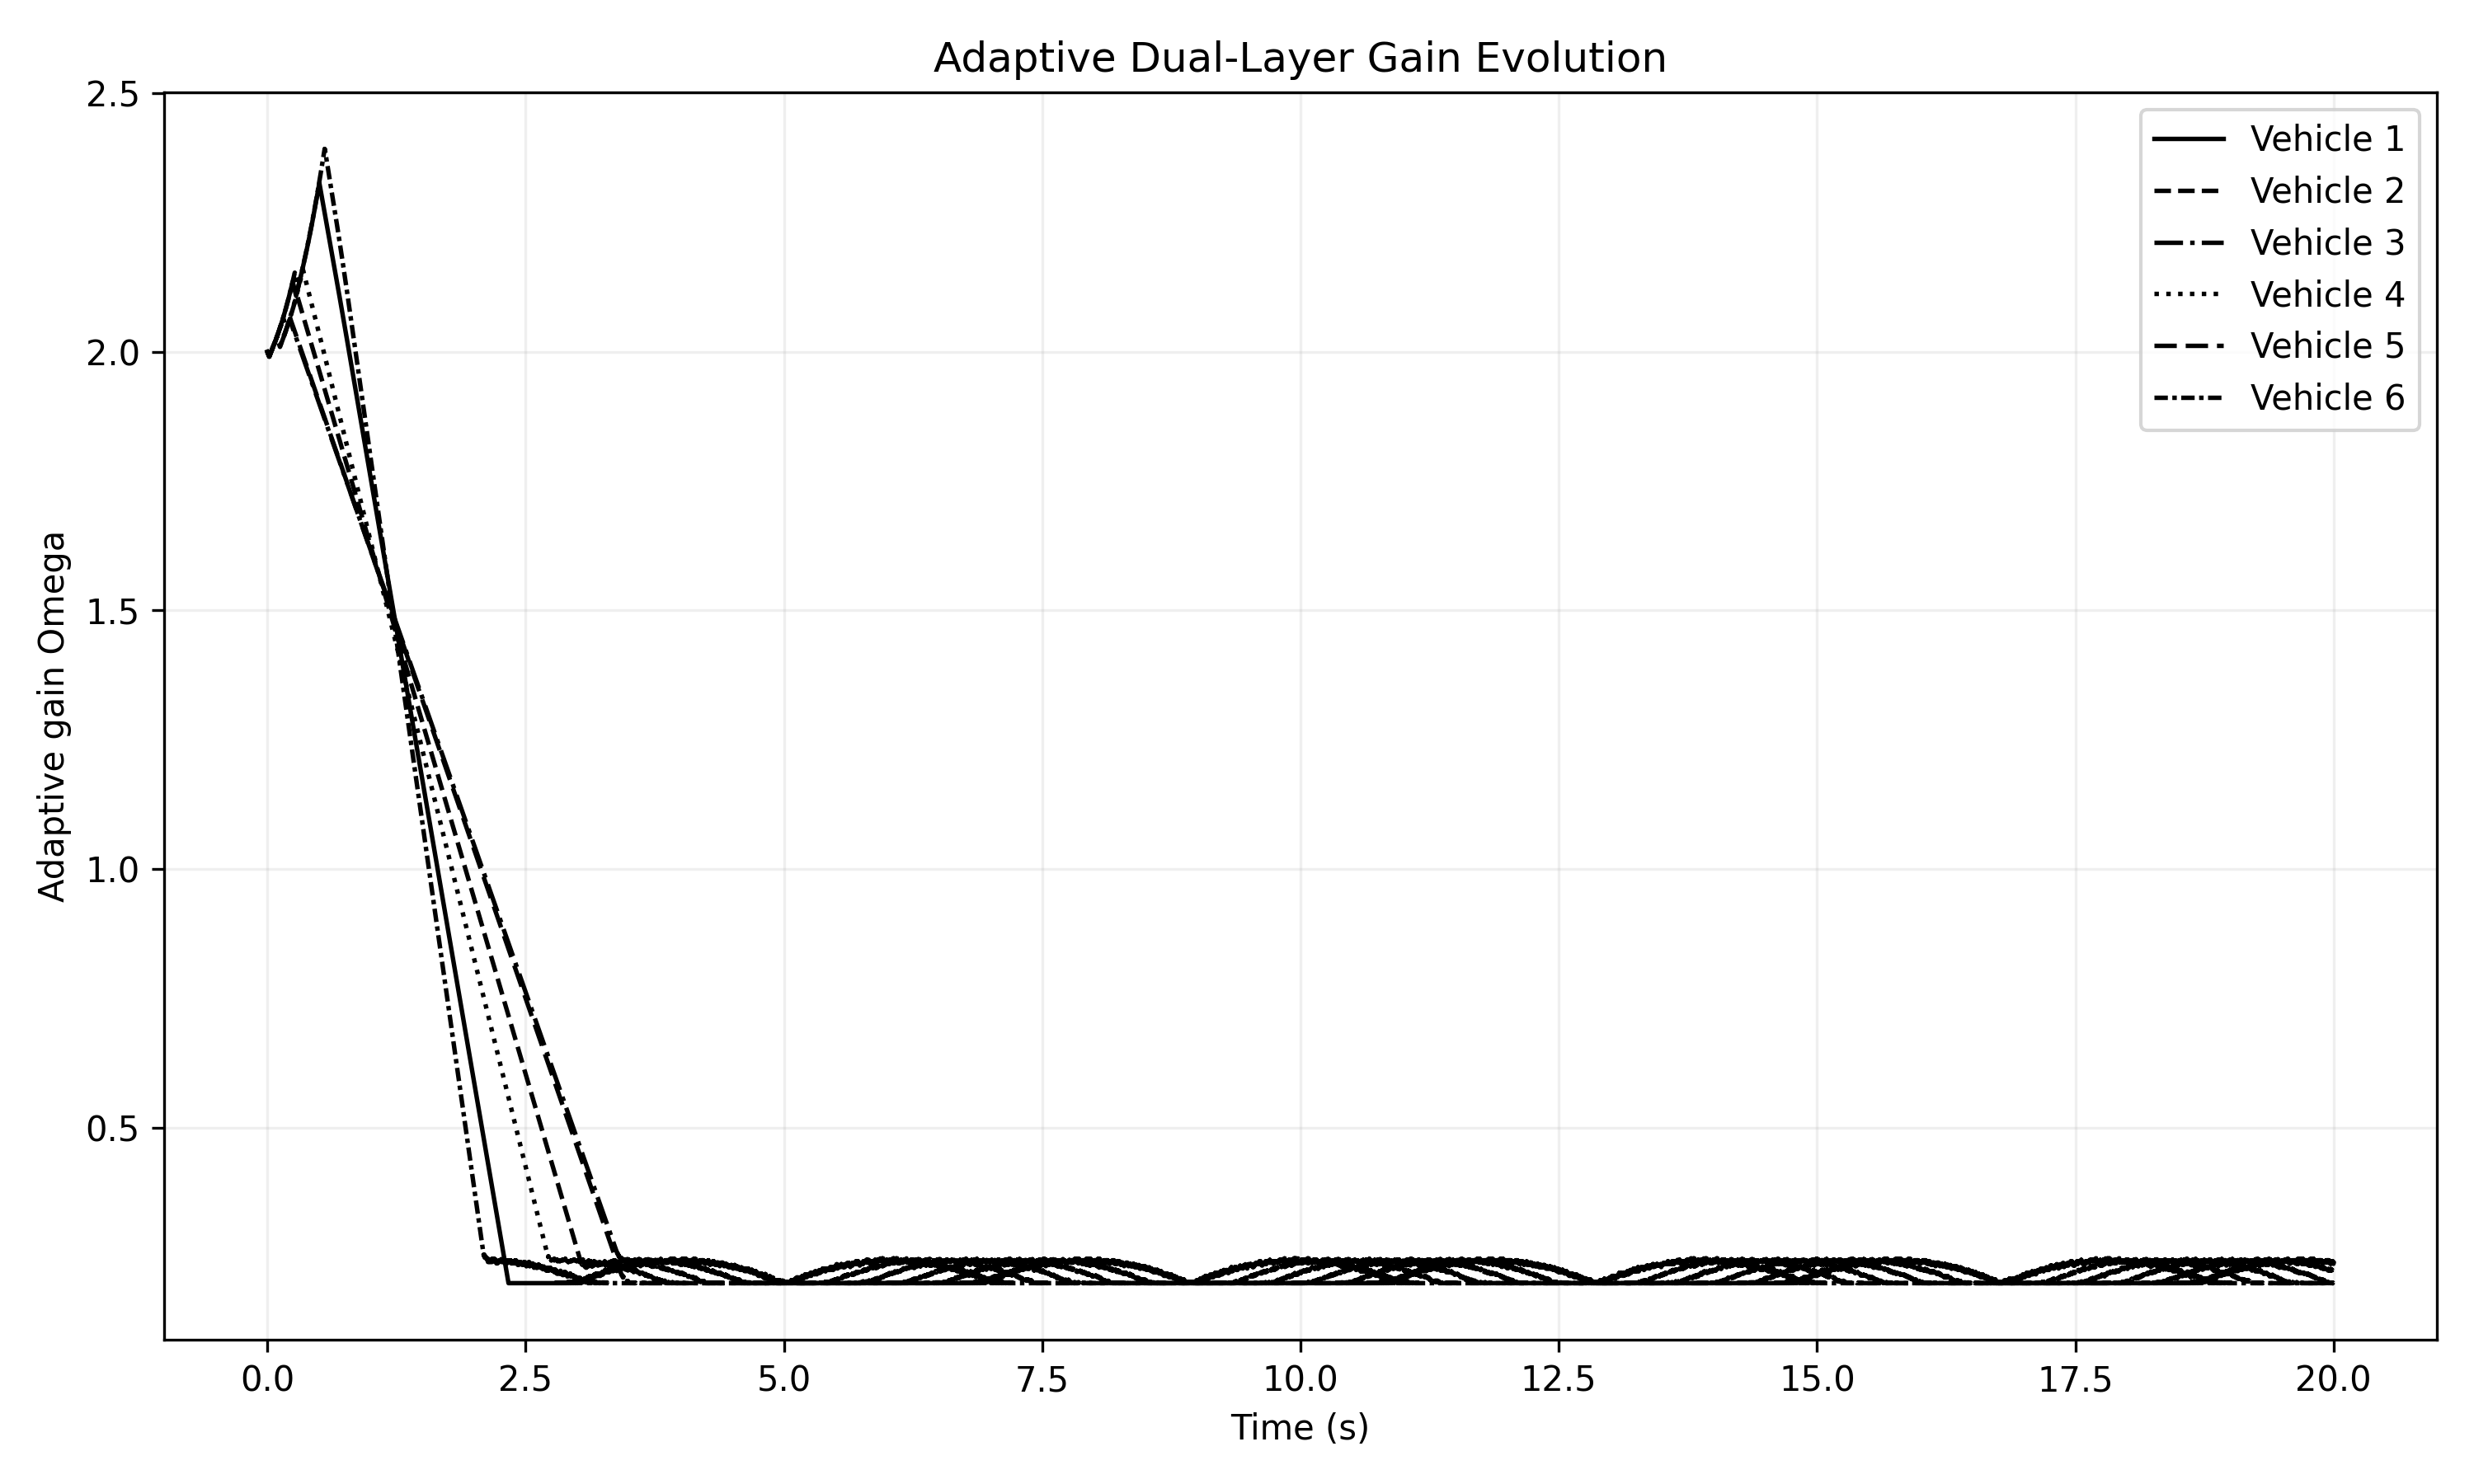 Adaptive Dual-Layer Gain Evolution
2.5
2.0
1.5
1.0
0.5
Adaptive gain Omega
Vehicle 1
Vehicle 2
Vehicle 3
Vehicle 4
Vehicle 5
Vehicle 6
0.0 2.5 5.0 7.5 10.0 12.5 15.0 17.5 20.0
Time (s)